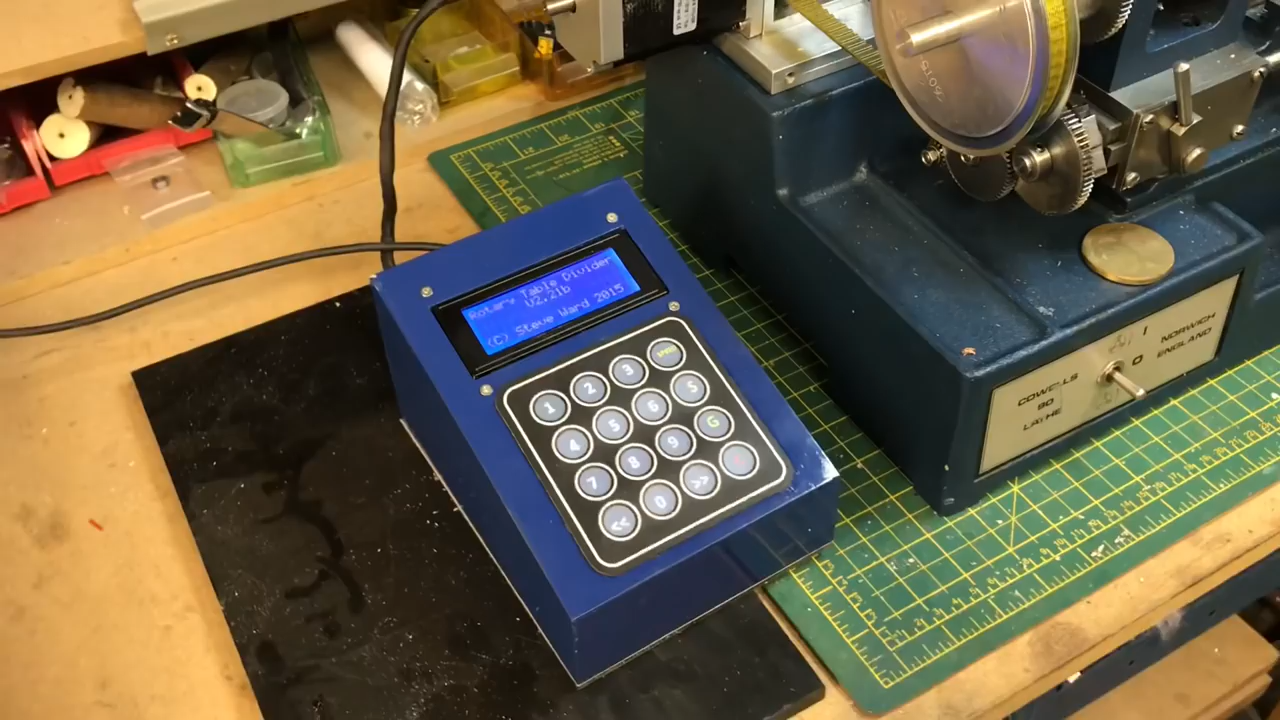 Rotary Table Divider
V2.21b
(C) Steve Ward 2015
1
2
3
4
5
6
S
7
8
9
G
<<
0
>>
COWELLS
90
LATHE
I
O
NORWICH
ENGLAND